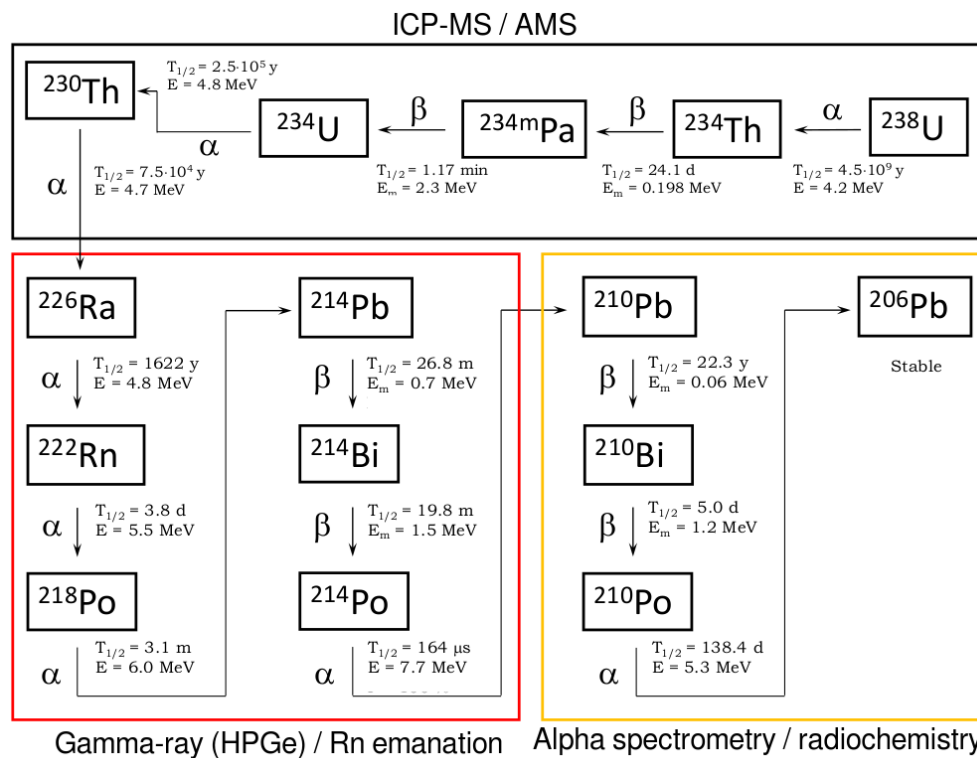 ICP-MS / AMS
²³⁰Th
T₁/₂ = 2.5·10⁵ y
E = 4.8 MeV
α
²³⁴U
β
²³⁴ᵐPa
β
²³⁴Th
α
²³⁸U
α
T₁/₂ = 7.5·10⁴ y
E = 4.7 MeV
T₁/₂ = 1.17 min
Eₘ = 2.3 MeV
T₁/₂ = 24.1 d
Eₘ = 0.198 MeV
T₁/₂ = 4.5·10⁹ y
E = 4.2 MeV
²²⁶Ra
α
T₁/₂ = 1622 y
E = 4.8 MeV
²²²Rn
α
T₁/₂ = 3.8 d
E = 5.5 MeV
²¹⁸Po
α
T₁/₂ = 3.1 m
E = 6.0 MeV
²¹⁴Pb
β
T₁/₂ = 26.8 m
Eₘ = 0.7 MeV
²¹⁴Bi
β
T₁/₂ = 19.8 m
Eₘ = 1.5 MeV
²¹⁴Po
α
T₁/₂ = 164 μs
E = 7.7 MeV
²¹⁰Pb
β
T₁/₂ = 22.3 y
Eₘ = 0.06 MeV
²¹⁰Bi
β
T₁/₂ = 5.0 d
Eₘ = 1.2 MeV
²¹⁰Po
α
T₁/₂ = 138.4 d
E = 5.3 MeV
²⁰⁶Pb
Stable
Gamma-ray (HPGe) / Rn emanation
Alpha spectrometry / radiochemistry